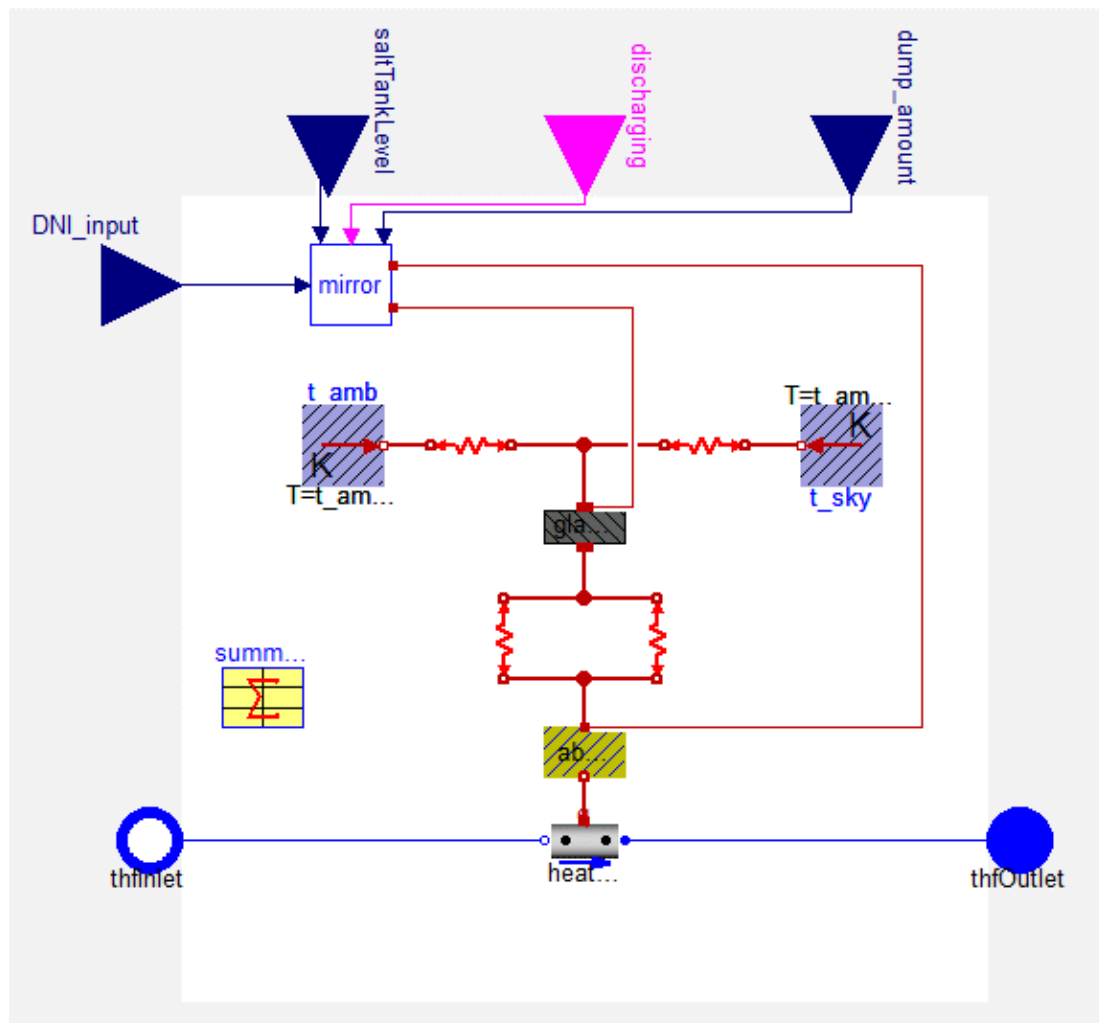 saltTankLevel
discharging
dump_amount
DNI_input
mirror
t_amb
K
T=t_am...
T=t_am...
K
t_sky
gla...
summ...
ab...
thfInlet
heat...
thfOutlet